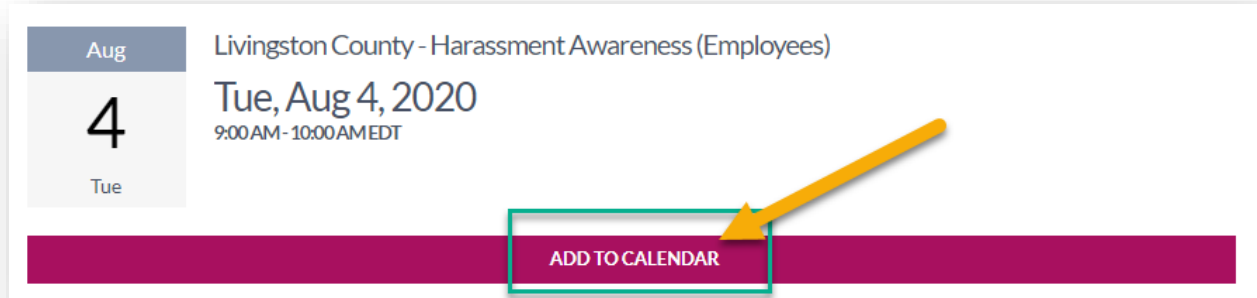 Aug
4
Tue
Livingston County - Harassment Awareness (Employees)
Tue, Aug 4, 2020
9:00 AM - 10:00 AM EDT
ADD TO CALENDAR